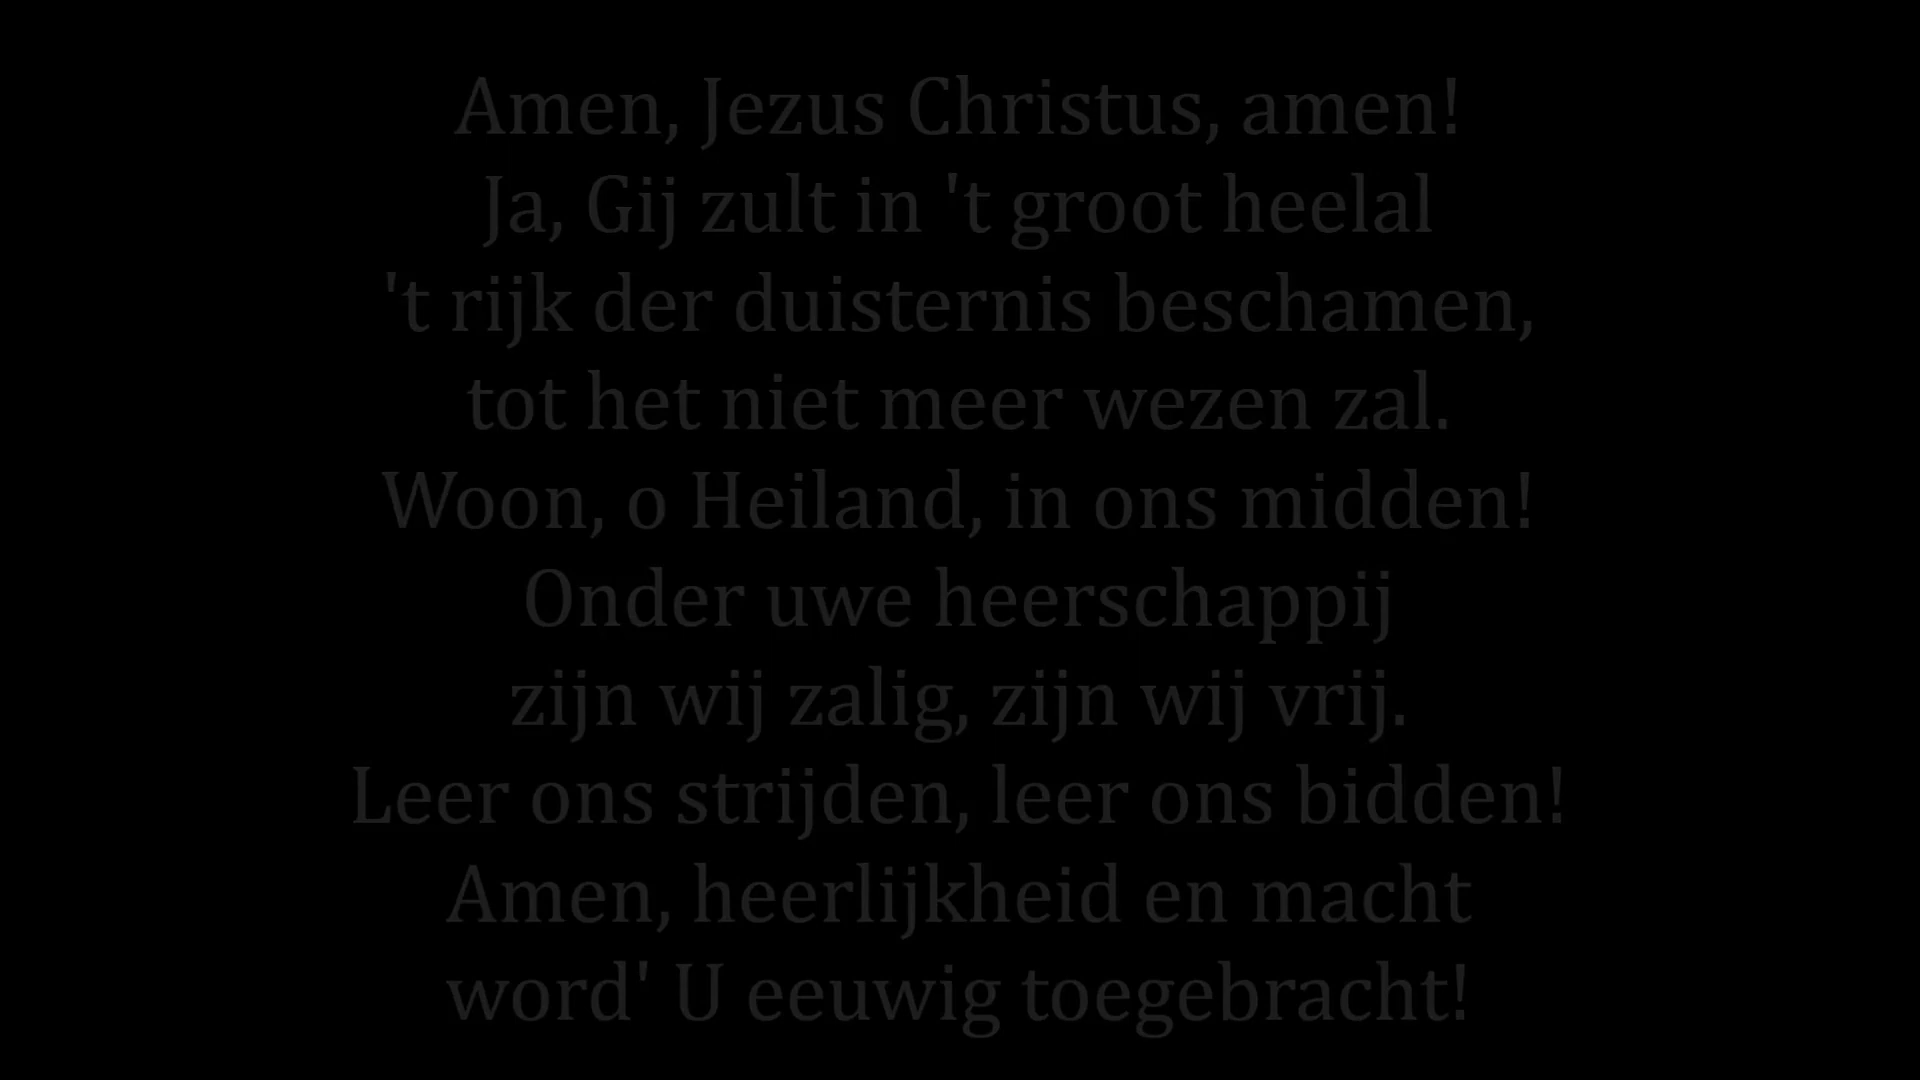 Amen, Jezus Christus, amen!
Ja, Gij zult in 't groot heelal
't rijk der duisternis beschamen,
tot het niet meer wezen zal.
Woon, o Heiland, in ons midden!
Onder uwe heerschappij
zijn wij zalig, zijn wij vrij.
Leer ons strijden, leer ons bidden!
Amen, heerlijkheid en macht
word' U eeuwig toegebracht!